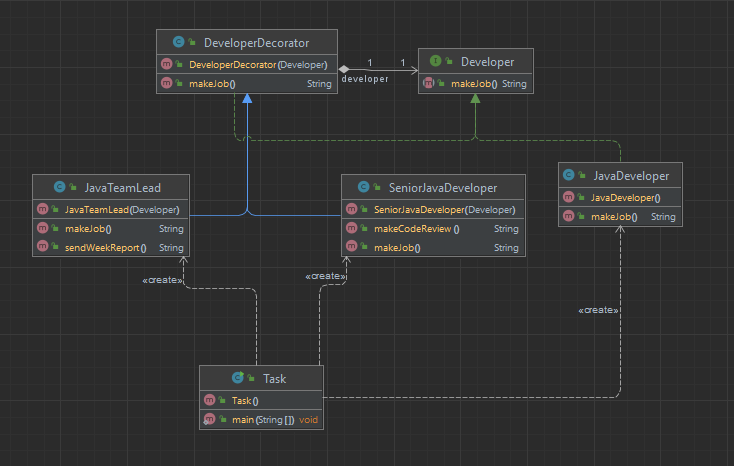 DeveloperDecorator
DeveloperDecorator(Developer)
makeJob() String
1 1
developer
Developer
makeJob() String
JavaTeamLead
JavaTeamLead(Developer)
makeJob() String
sendWeekReport() String
SeniorJavaDeveloper
SeniorJavaDeveloper(Developer)
makeCodeReview() String
makeJob() String
JavaDeveloper
JavaDeveloper()
makeJob() String
«create»
«create»
«create»
Task
Task()
main(String[]) void